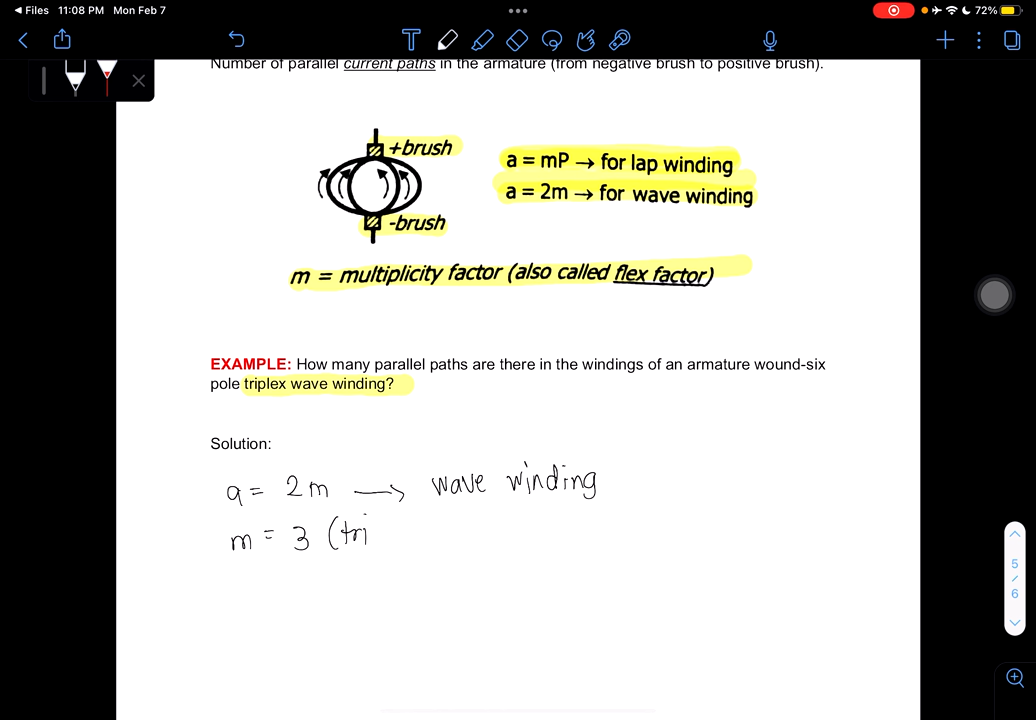 ◀ Files 11:08 PM Mon Feb 7
72%
Number of parallel current paths in the armature (from negative brush to positive brush).
+brush
-brush
a = mP → for lap winding
a = 2m → for wave winding
m = multiplicity factor (also called flex factor)
EXAMPLE: How many parallel paths are there in the windings of an armature wound-six
pole triplex wave winding?
Solution:
a = 2m → wave winding
m = 3 (tri
5
/
6